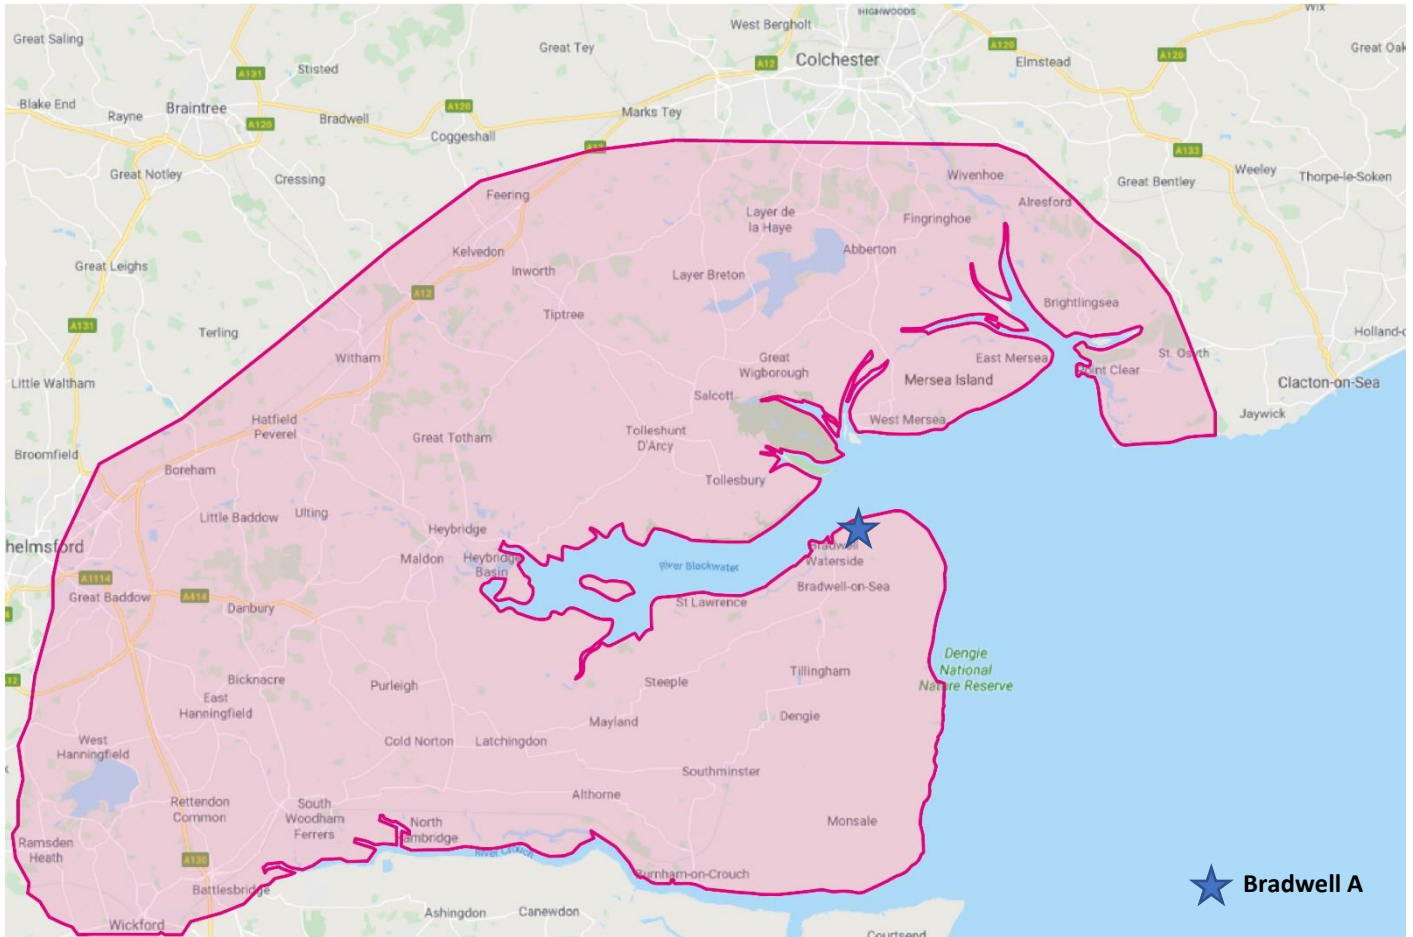 HIGHWOODS
Wix
West Bergholt
Great Saling
Great Tey
A120
Great Oak
Colchester
A120
Elmstead
A12
Stisted
A131
Blake End
Braintree
A120
Rayne
A120
Bradwell
Marks Tey
Coggeshall
A12
A133
Great Notley
Cressing
Wivenhoe
Weeley
Thorpe-le-Soken
Great Bentley
Feering
Alresford
Layer de
la Haye
Fingringhoe
Kelvedon
Abberton
Great Leighs
Inworth
Layer Breton
A12
Brightlingsea
Tiptree
A131
Terling
Holland-o
Witham
Great
Wigborough
East Mersea
St. Osyth
Point Clear
Little Waltham
Mersea Island
Clacton-on-Sea
Salcott
Jaywick
West Mersea
Hatfield
Peverel
Great Totham
Tolleshunt
D'Arcy
Broomfield
Boreham
Tollesbury
Little Baddow
Ulting
Heybridge
helmsford
Maldon
Heybridge
Basin
Bradwell
Waterside
River Blackwater
A1114
Great Baddow
A414
Bradwell-on-Sea
Danbury
St Lawrence
Dengie
National
Nature Reserve
A12
Bicknacre
Purleigh
Steeple
Tillingham
East
Hanningfield
Mayland
Dengie
West
Hanningfield
Cold Norton
Latchingdon
Southminster
Althorne
Rettendon
Common
South
Woodham
Ferrers
North
Fambridge
Monsale
Ramsden
Heath
River Crouch
A130
Burnham-on-Crouch
Battlesbridge
Bradwell A
Ashingdon
Canewdon
Wickford
Courtsend